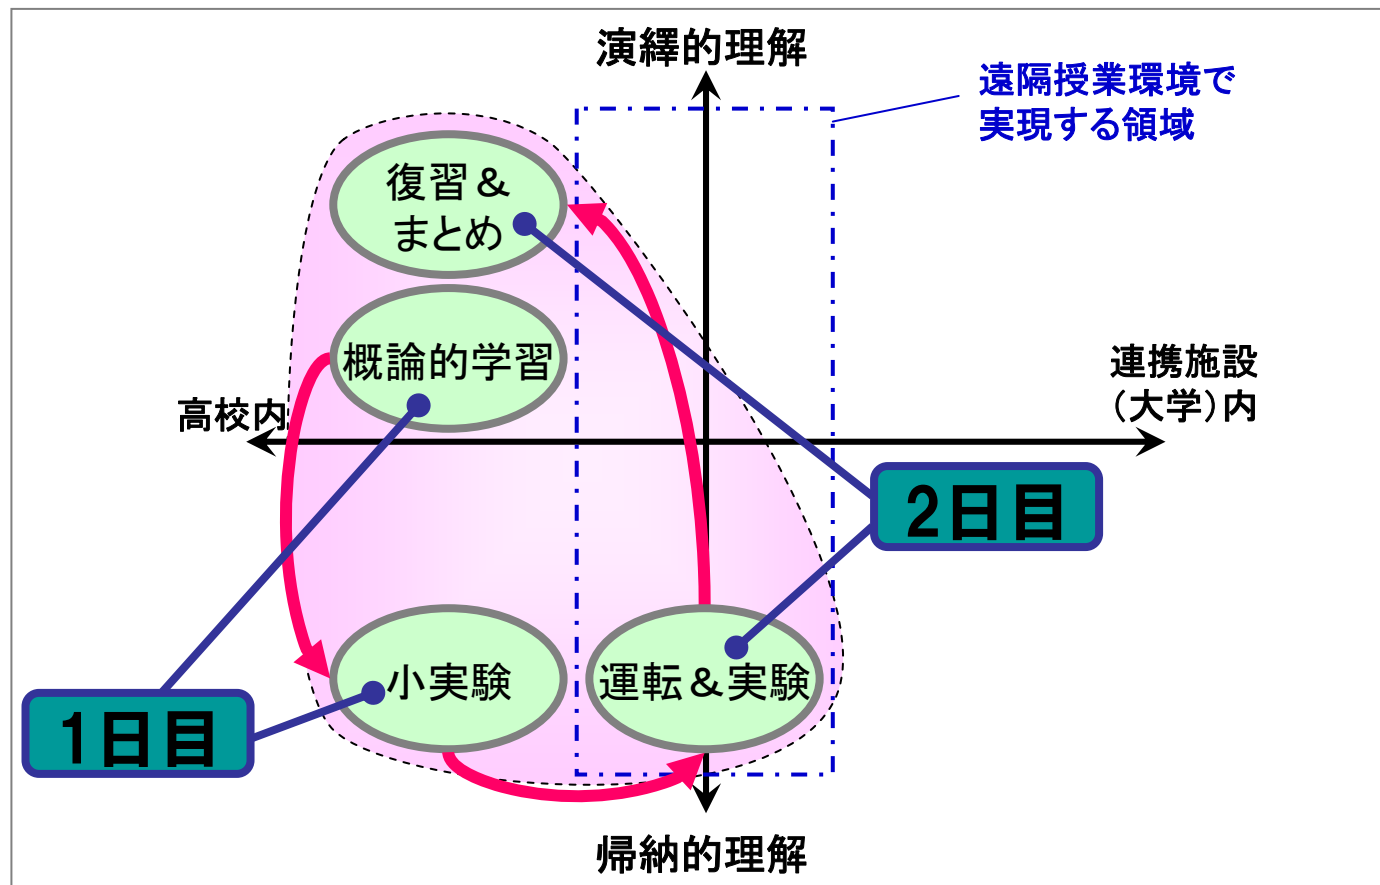 演繹的理解
遠隔授業環境で
実現する領域
復習＆
まとめ
概論的学習
高校内
連携施設
（大学）内
2日目
小実験
運転＆実験
1日目
帰納的理解